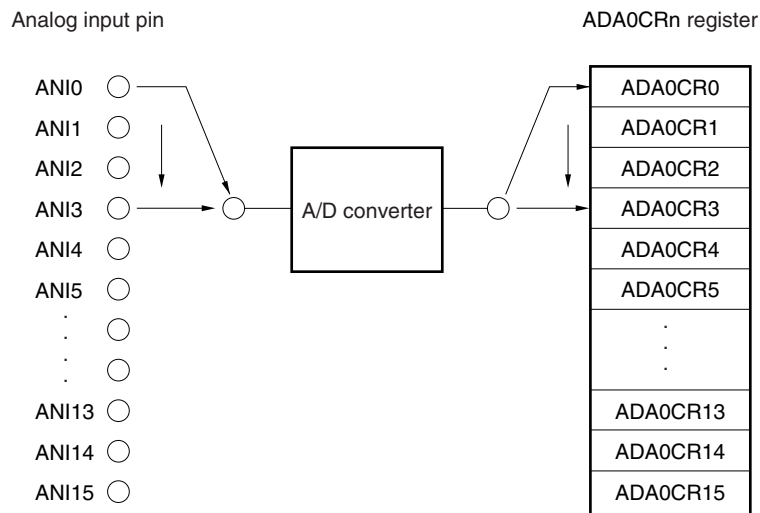 Analog input pin
ADA0CRn register
ANI0
ANI1
ANI2
ANI3
ANI4
ANI5
.
.
.
.
ANI13
ANI14
ANI15
A/D converter
ADA0CR0
ADA0CR1
ADA0CR2
ADA0CR3
ADA0CR4
ADA0CR5
.
.
.
ADA0CR13
ADA0CR14
ADA0CR15